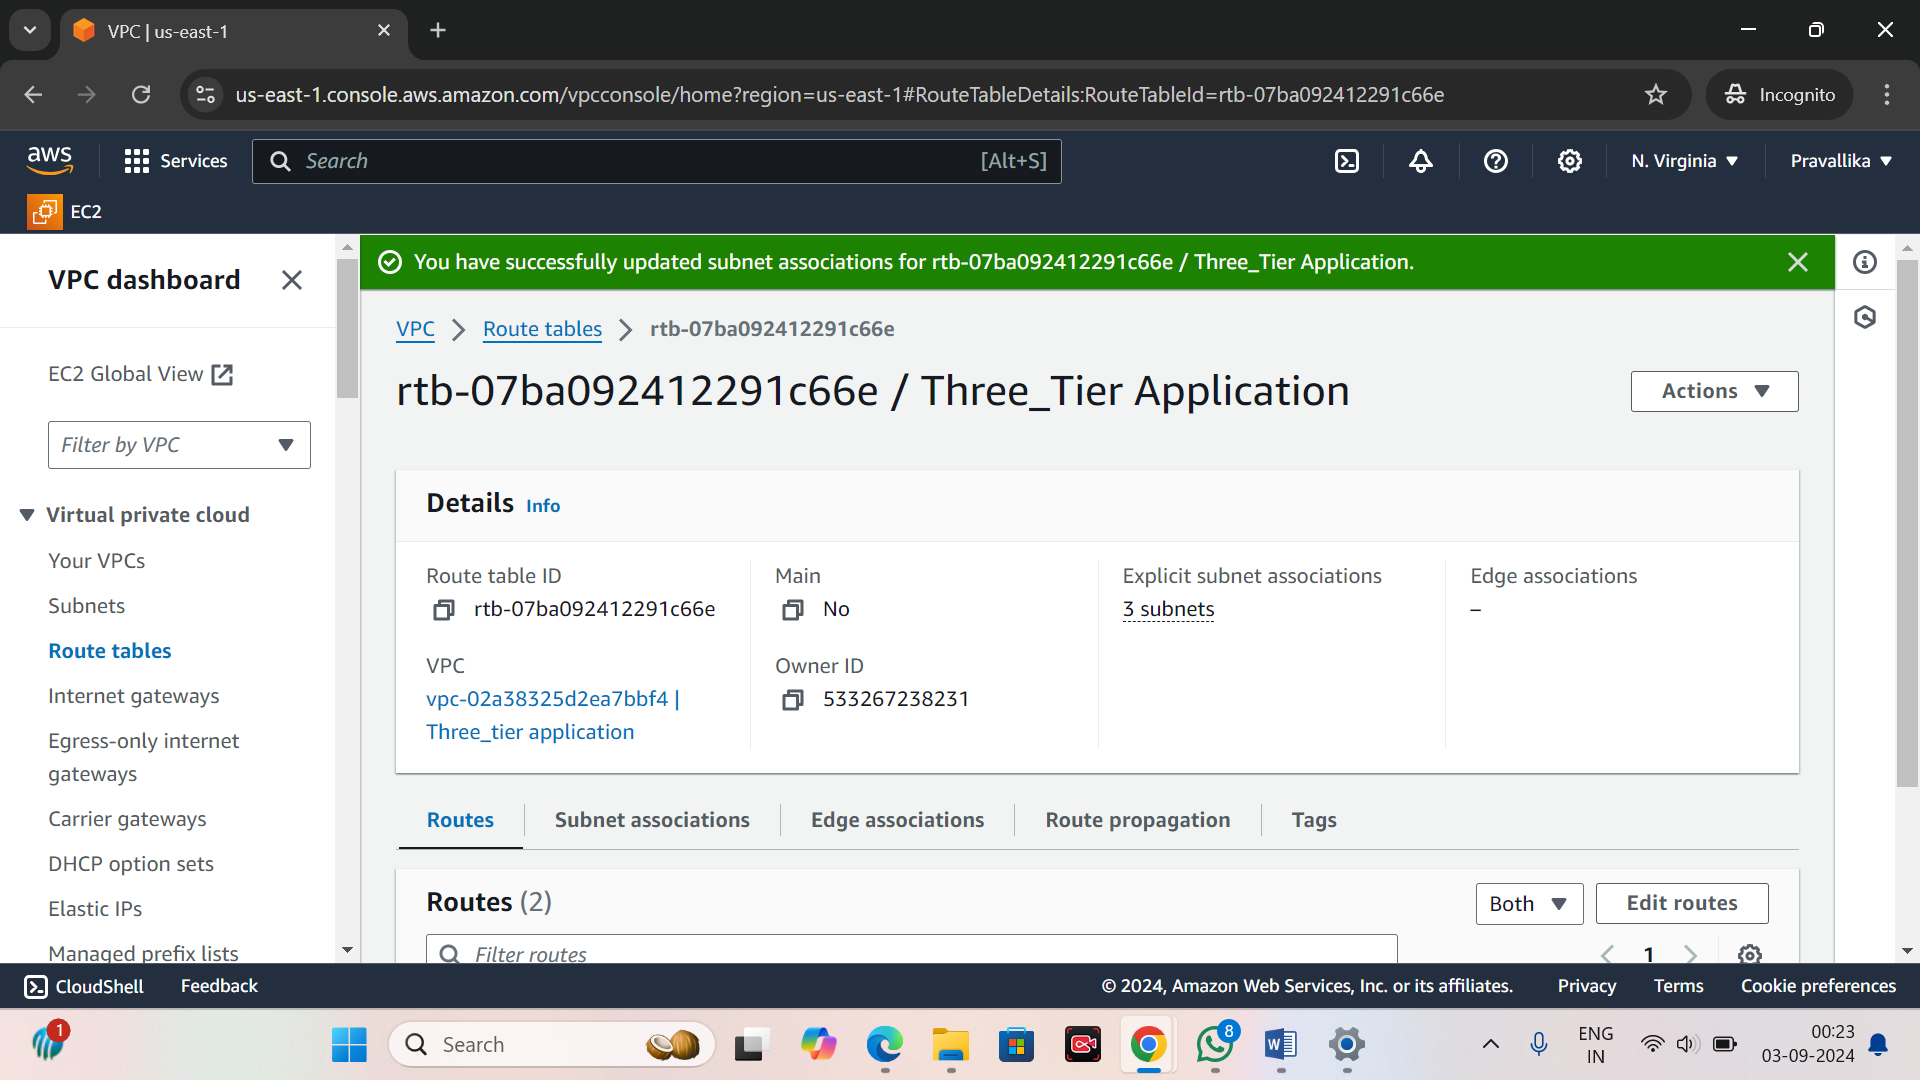 VPC | us-east-1
us-east-1.console.aws.amazon.com/vpcconsole/home?region=us-east-1#RouteTableDetails:RouteTableId=rtb-07ba092412291c66e
Incognito
aws
Services
Search
[Alt+S]
N. Virginia
Pravallika
EC2
VPC dashboard
EC2 Global View
Filter by VPC
Virtual private cloud
Your VPCs
Subnets
Route tables
Internet gateways
Egress-only internet
gateways
Carrier gateways
DHCP option sets
Elastic IPs
Managed prefix lists
You have successfully updated subnet associations for rtb-07ba092412291c66e / Three_Tier Application.
VPC
Route tables
rtb-07ba092412291c66e
rtb-07ba092412291c66e / Three_Tier Application
Actions
Details Info
Route table ID
rtb-07ba092412291c66e
Main
No
Explicit subnet associations
3 subnets
Edge associations
–
VPC
vpc-02a38325d2ea7bbf4 |
Three_tier application
Owner ID
533267238231
Routes
Subnet associations
Edge associations
Route propagation
Tags
Routes (2)
Both
Edit routes
Filter routes
1
CloudShell
Feedback
© 2024, Amazon Web Services, Inc. or its affiliates.
Privacy
Terms
Cookie preferences
1
Search
8
W
ENG
IN
00:23
03-09-2024